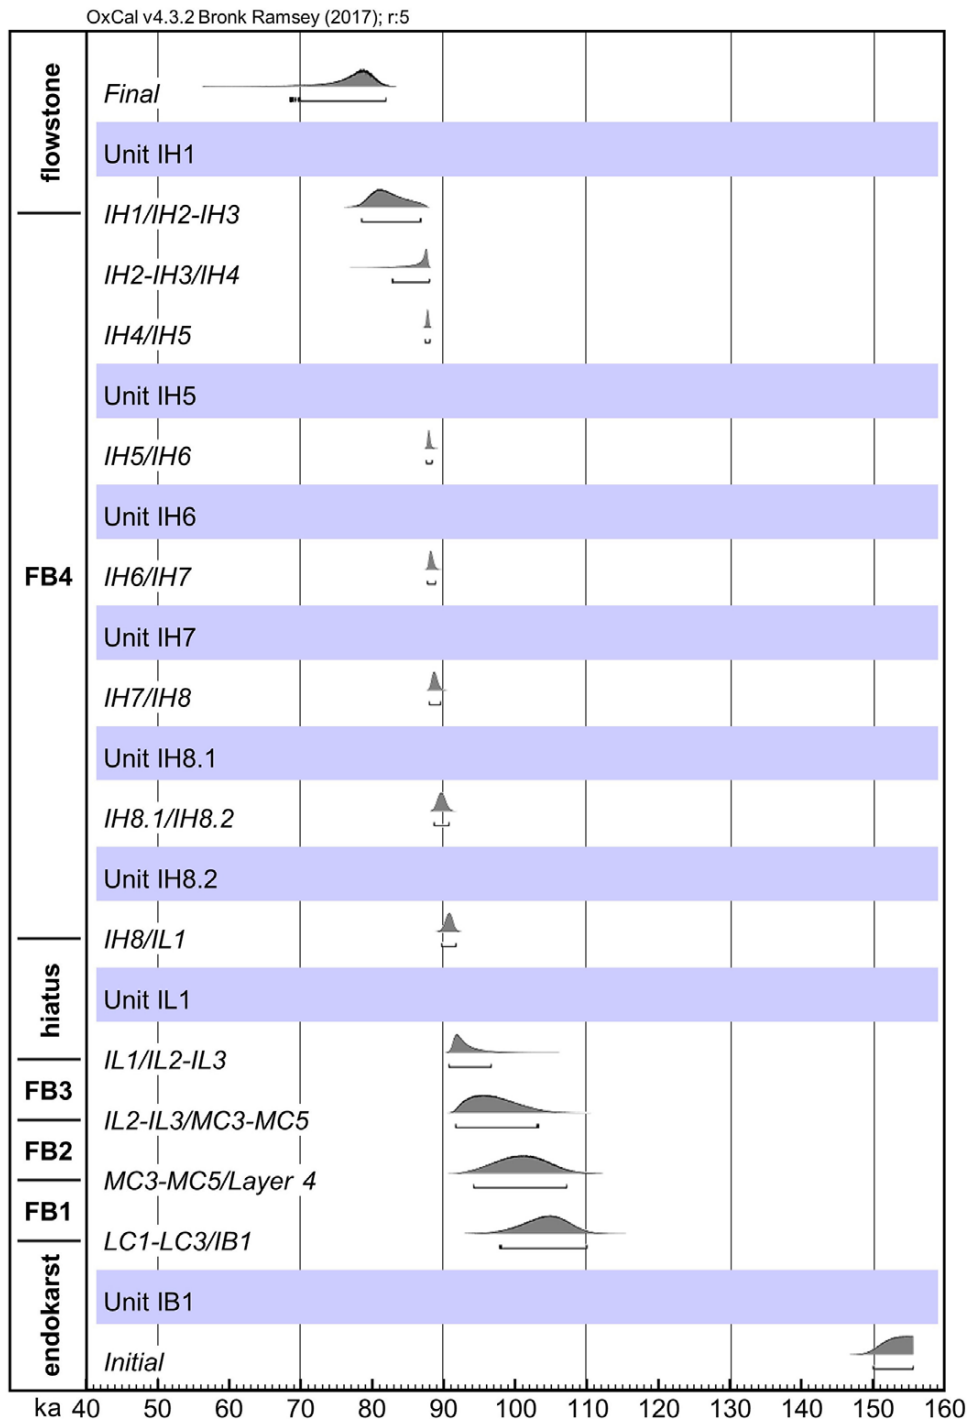 OxCal v4.3.2 Bronk Ramsey (2017); r:5
flowstone
Final
Unit IH1
IH1/IH2-IH3
IH2-IH3/IH4
IH4/IH5
Unit IH5
IH5/IH6
Unit IH6
FB4
IH6/IH7
Unit IH7
IH7/IH8
Unit IH8.1
IH8.1/IH8.2
Unit IH8.2
IH8/IL1
hiatus
Unit IL1
IL1/IL2-IL3
FB3
IL2-IL3/MC3-MC5
FB2
MC3-MC5/Layer 4
FB1
LC1-LC3/IB1
endokarst
Unit IB1
Initial
ka 40 50 60 70 80 90 100 110 120 130 140 150 160